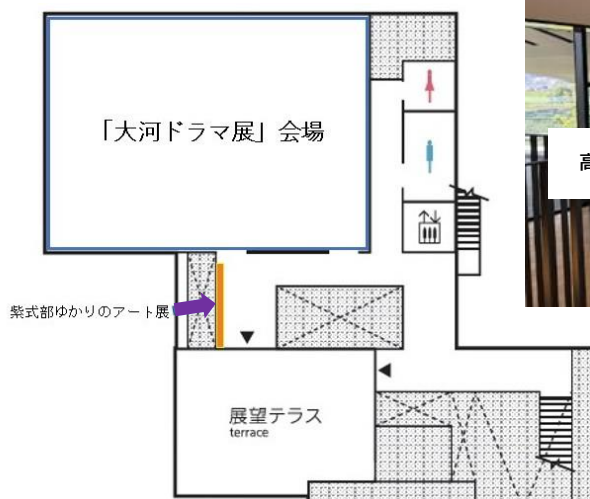 「大河ドラマ展」会場
高
紫式部ゆかりのアート展
展望テラス
terrace